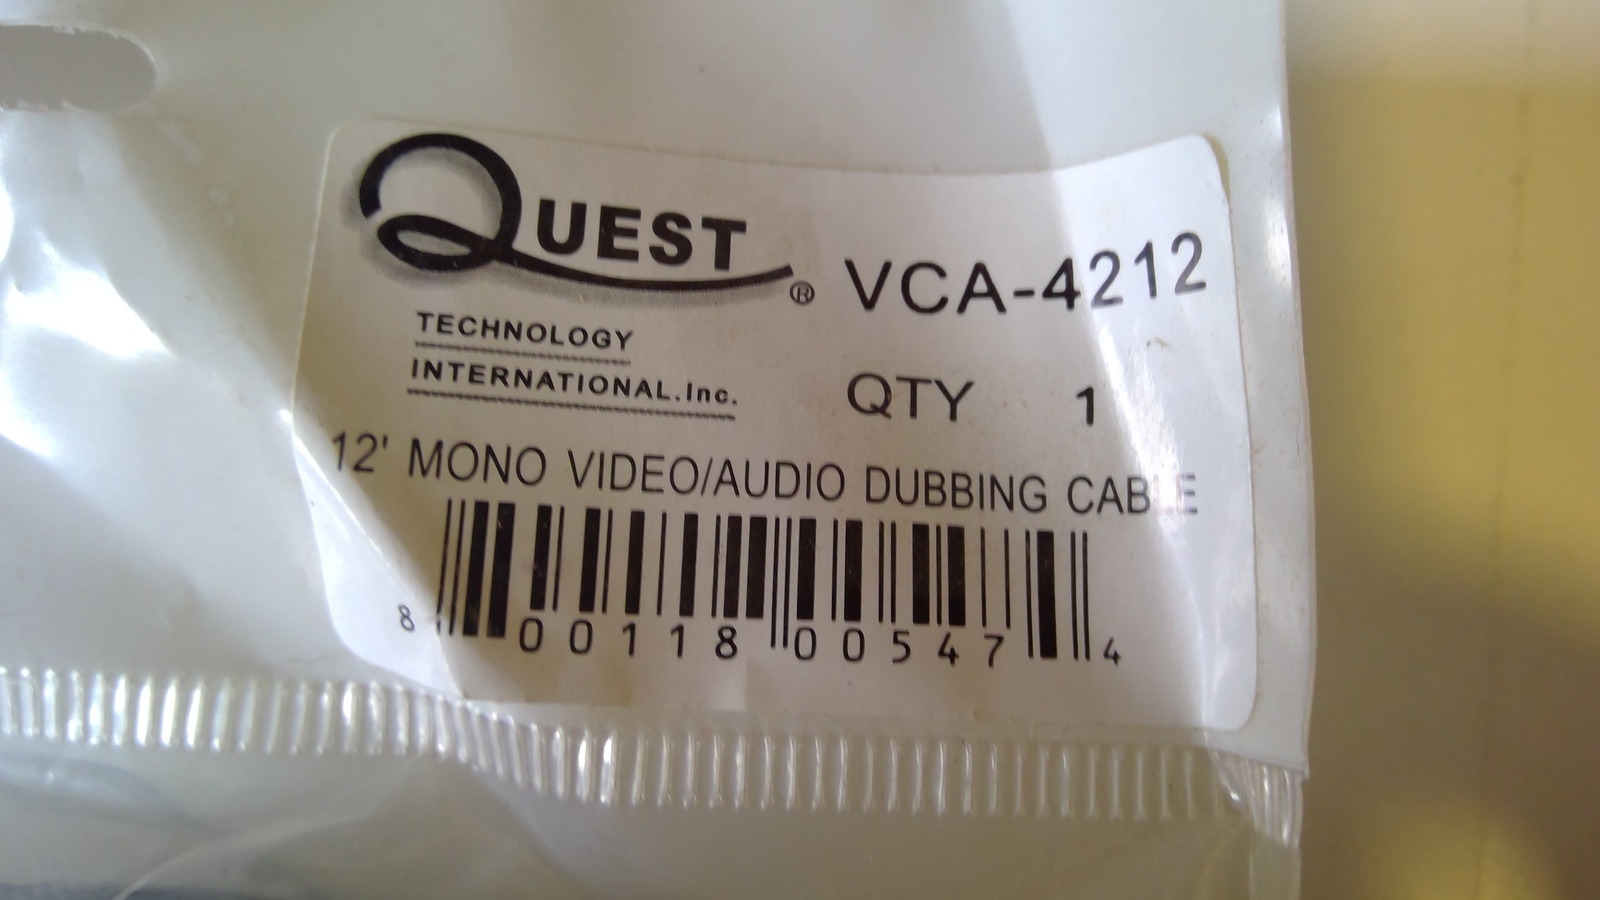 QUEST®
TECHNOLOGY
INTERNATIONAL.Inc.
VCA-4212
QTY 1
12' MONO VIDEO/AUDIO DUBBING CABLE
8 00118 00547 4